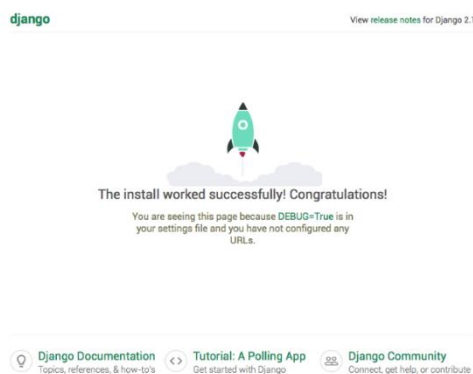 django
View release notes for Django 2.1
The install worked successfully! Congratulations!
You are seeing this page because DEBUG=True is in
your settings file and you have not configured any
URLs.
Django Documentation
Topics, references, & how-to's
Tutorial: A Polling App
Get started with Django
Django Community
Connect, get help, or contribute